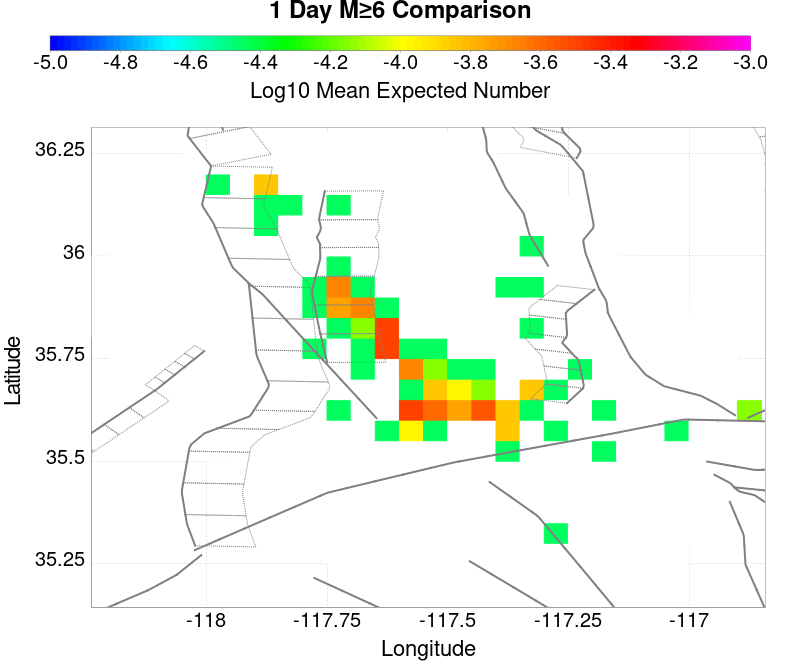 1 Day M≥6 Comparison
-5.0 -4.8 -4.6 -4.4 -4.2 -4.0 -3.8 -3.6 -3.4 -3.2 -3.0
Log10 Mean Expected Number
36.25
36
35.75
35.5
35.25
Latitude
-118 -117.75 -117.5 -117.25 -117
Longitude